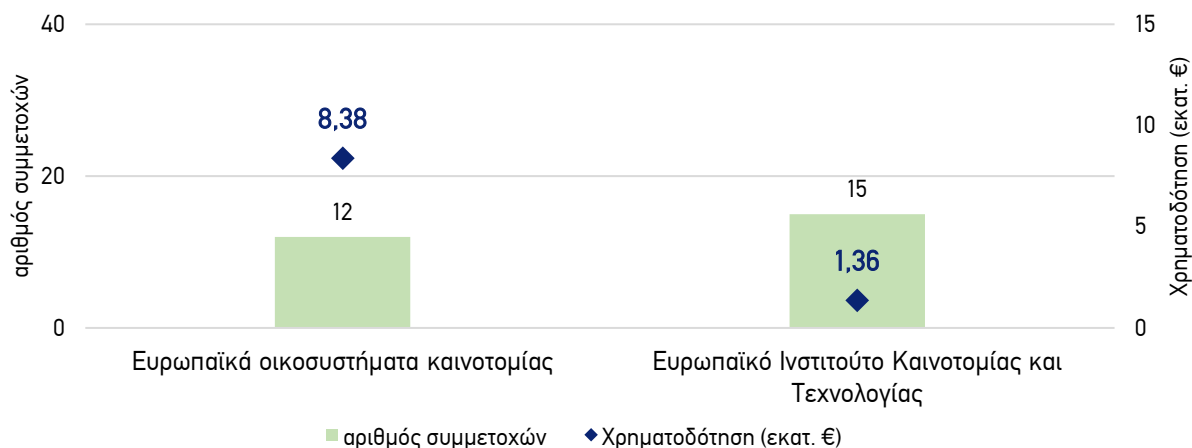 40
20
0
αριθμός συμμετοχών
15
10
5
0
Χρηματοδότηση (εκατ. €)
8,38
12
15
1,36
Ευρωπαϊκά οικοσυστήματα καινοτομίας
Ευρωπαϊκό Ινστιτούτο Καινοτομίας και
Τεχνολογίας
αριθμός συμμετοχών
Χρηματοδότηση (εκατ. €)